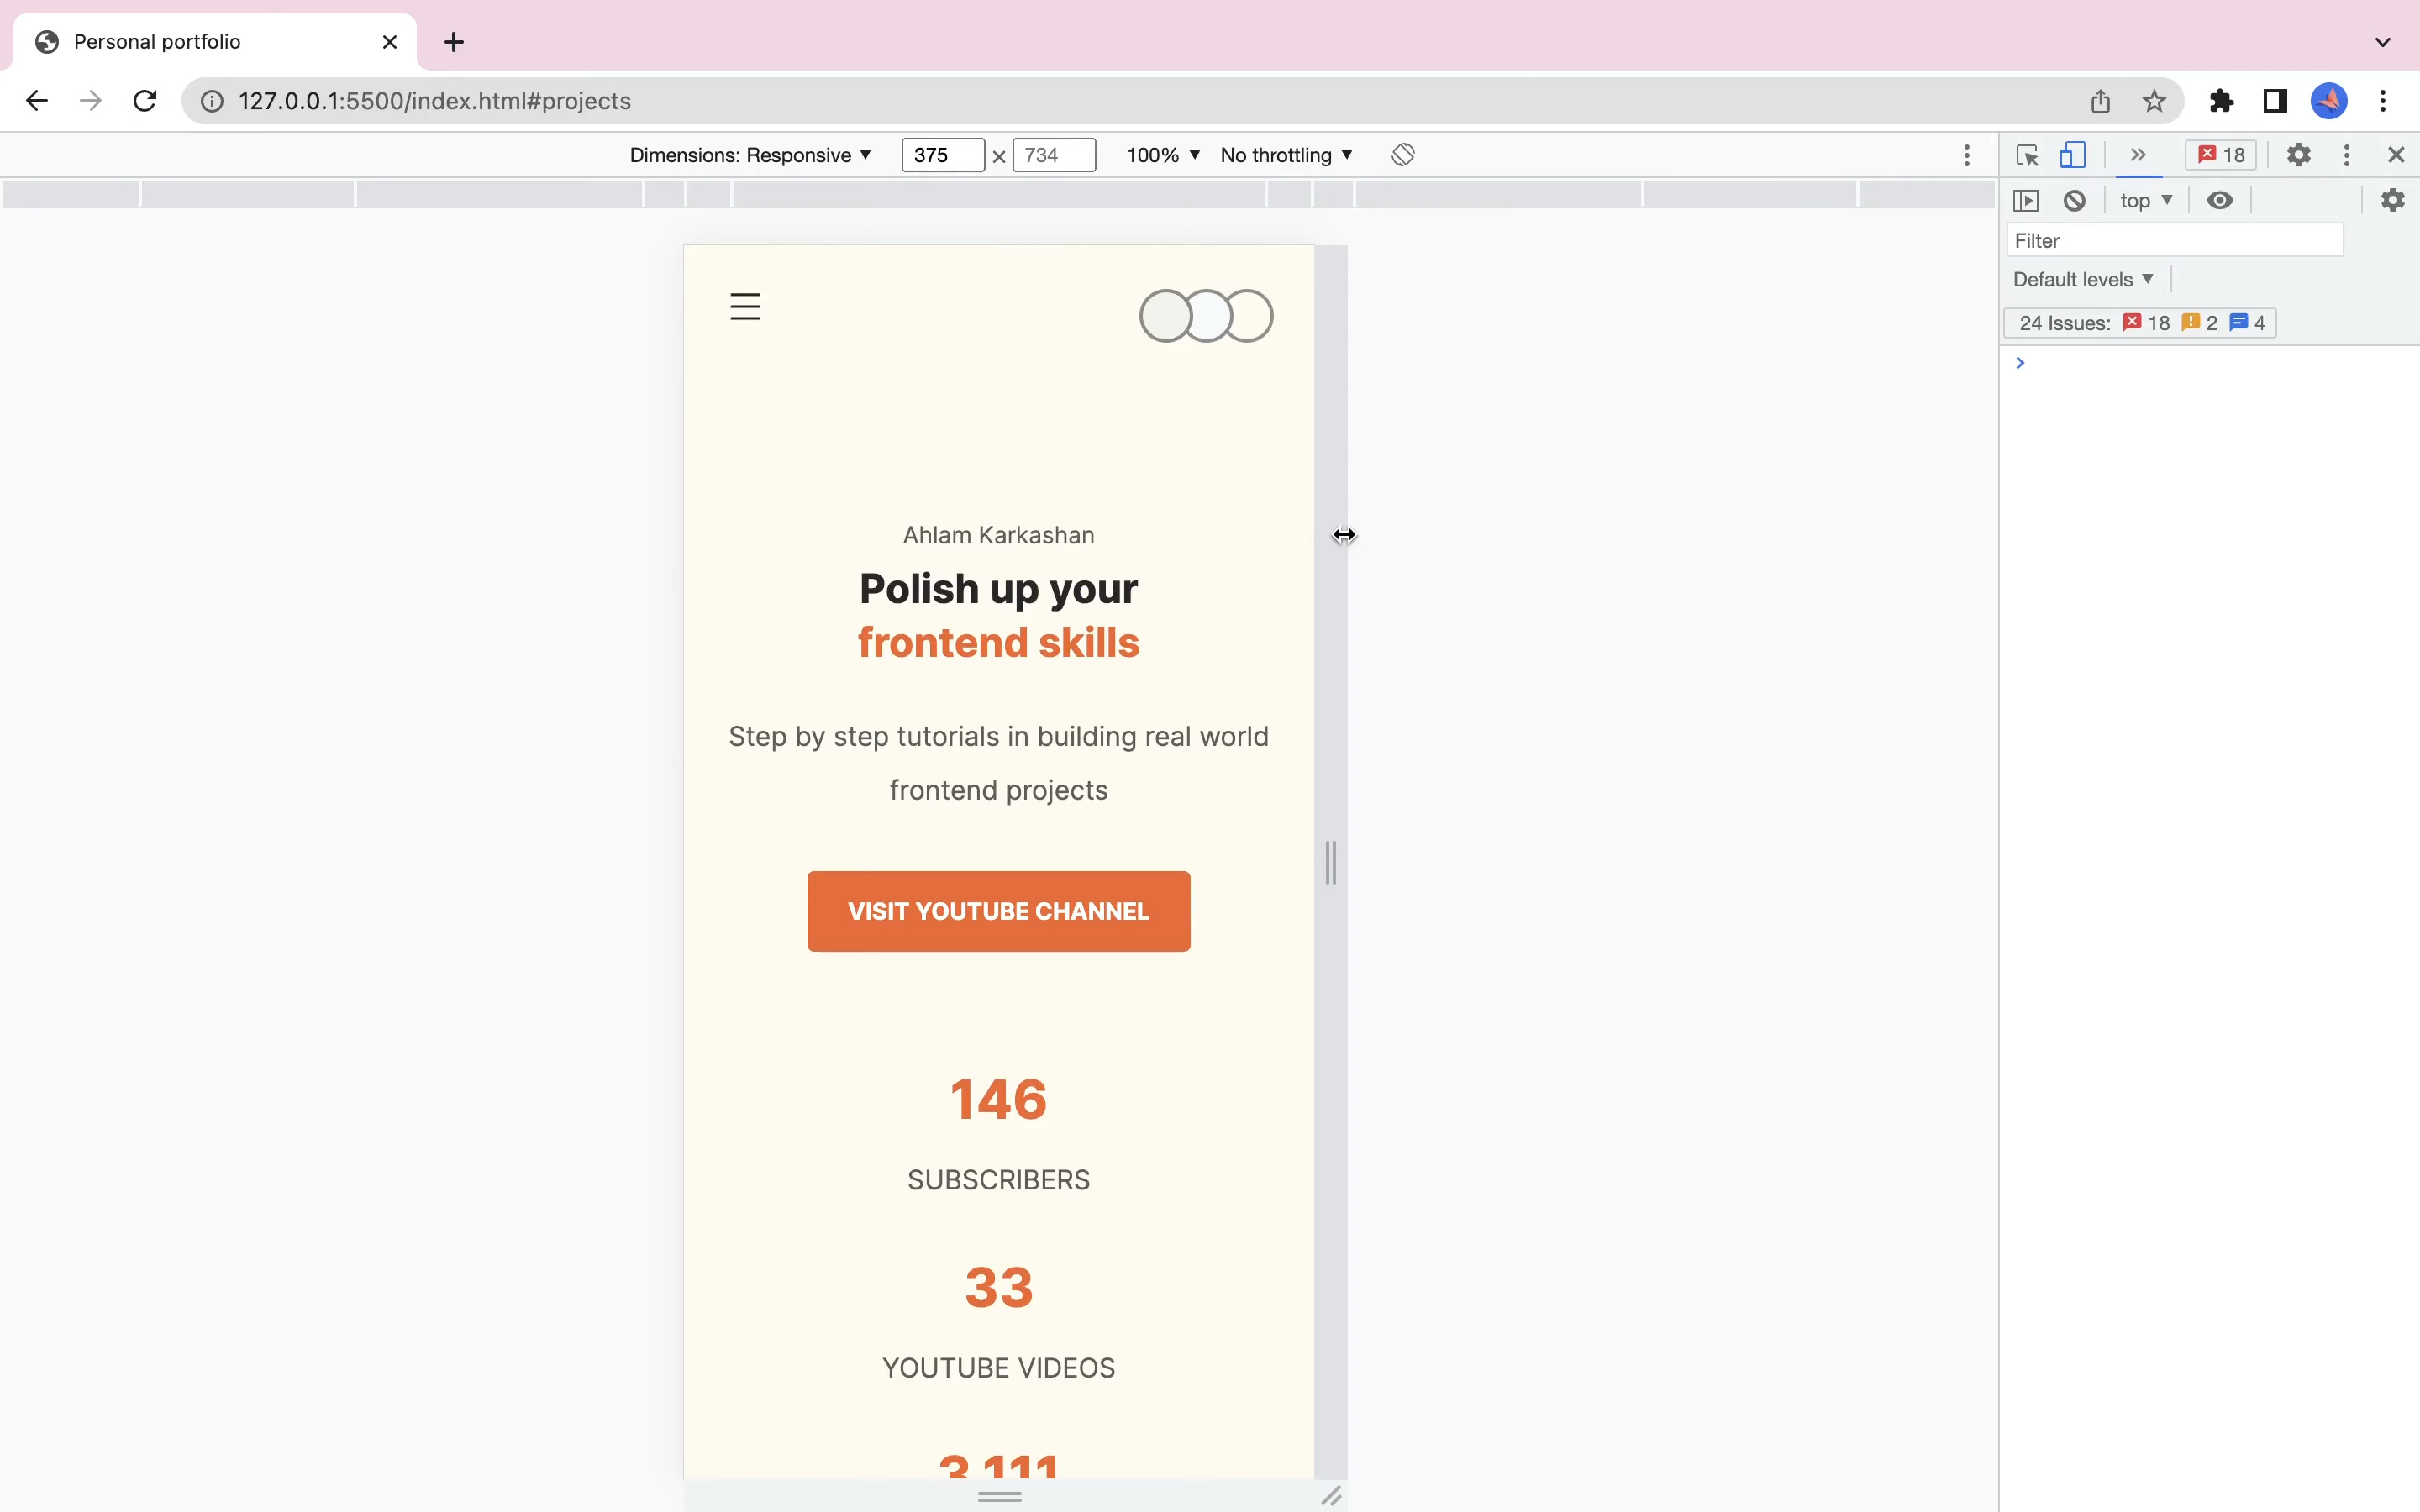 Personal portfolio
127.0.0.1:5500/index.html#projects
Dimensions: Responsive ▼ 375 × 734 100% ▼ No throttling ▼
18
top ▼
Filter
Default levels ▼
24 Issues: 18 2 4
Ahlam Karkashan
Polish up your
frontend skills
Step by step tutorials in building real world
frontend projects
VISIT YOUTUBE CHANNEL
146
SUBSCRIBERS
33
YOUTUBE VIDEOS
3,111